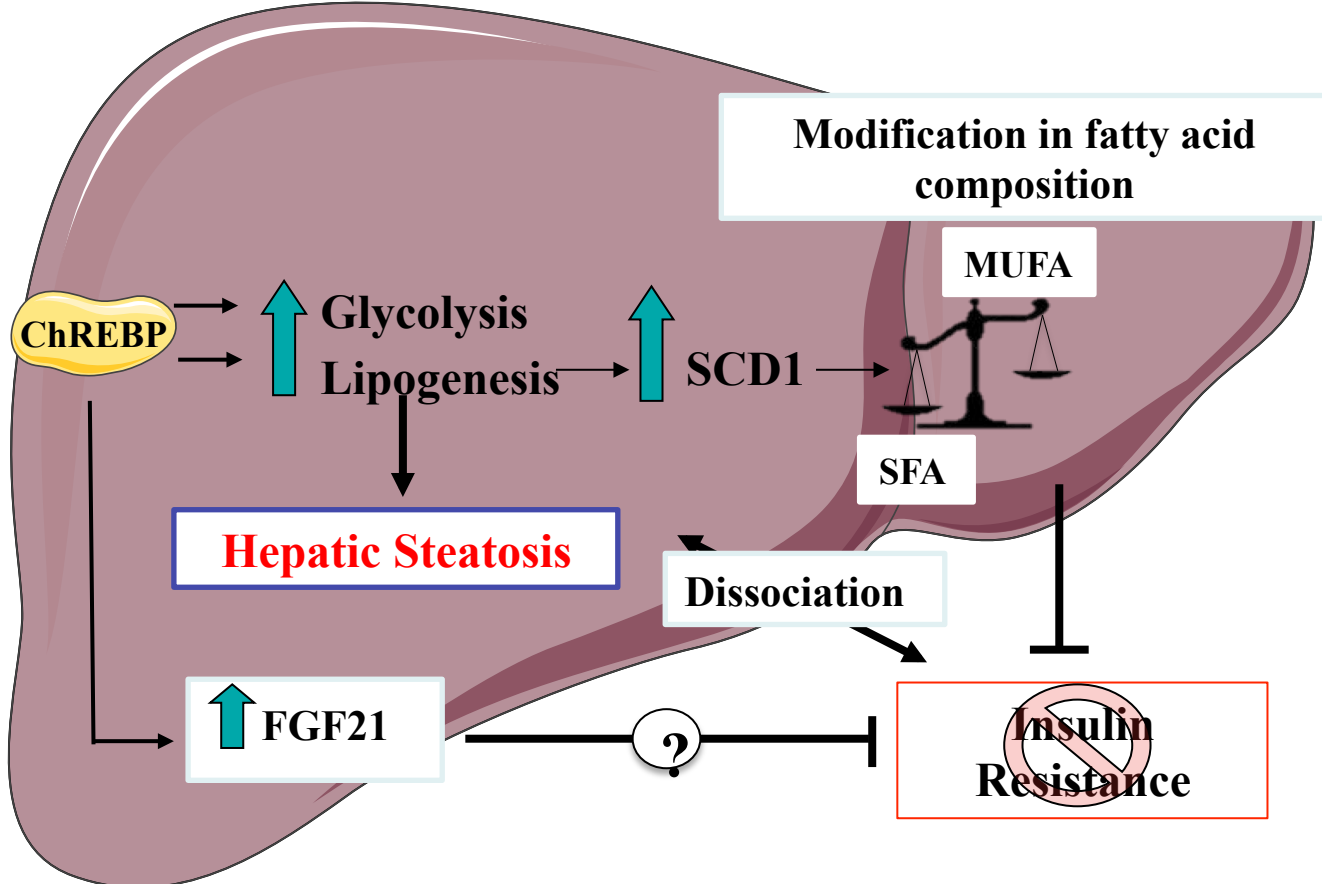 Modification in fatty acid
composition
MUFA
ChREBP
Glycolysis
Lipogenesis
SCD1
SFA
Hepatic Steatosis
Dissociation
FGF21
?
Insulin
Resistance